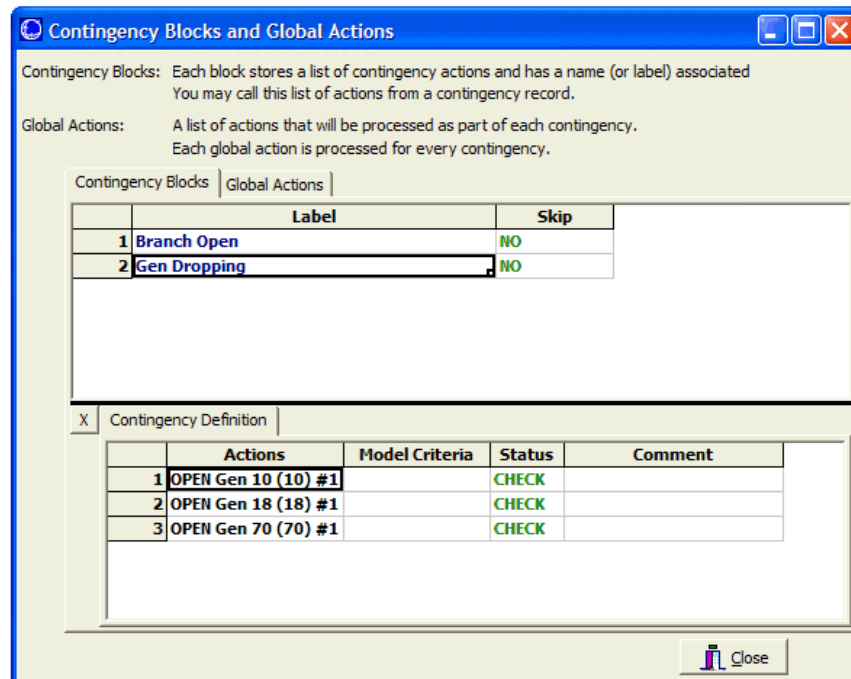 Contingency Blocks and Global Actions
Contingency Blocks: Each block stores a list of contingency actions and has a name (or label) associated
You may call this list of actions from a contingency record.
Global Actions: A list of actions that will be processed as part of each contingency.
Each global action is processed for every contingency.
Contingency Blocks Global Actions
Label Skip
1 Branch Open NO
2 Gen Dropping NO
X Contingency Definition
Actions Model Criteria Status Comment
1 OPEN Gen 10 (10) #1 CHECK
2 OPEN Gen 18 (18) #1 CHECK
3 OPEN Gen 70 (70) #1 CHECK
Close